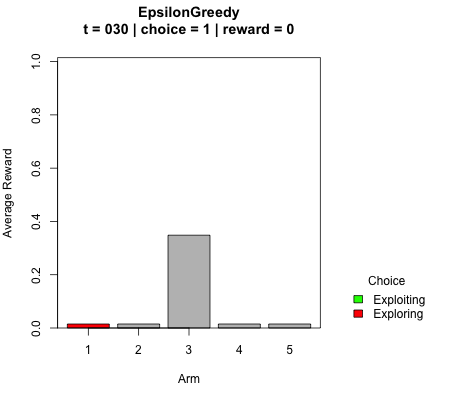 EpsilonGreedy
t = 030 | choice = 1 | reward = 0
Average Reward
1.0
0.8
0.6
0.4
0.2
0.0
1 2 3 4 5
Arm
Choice
Exploiting
Exploring